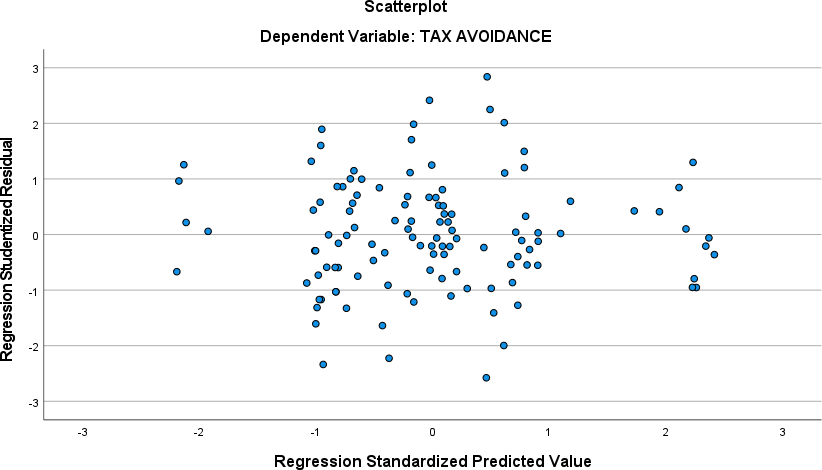 Scatterplot
Dependent Variable: TAX AVOIDANCE
Regression Studentized Residual
3
2
1
0
-1
-2
-3
-3 -2 -1 0 1 2 3
Regression Standardized Predicted Value